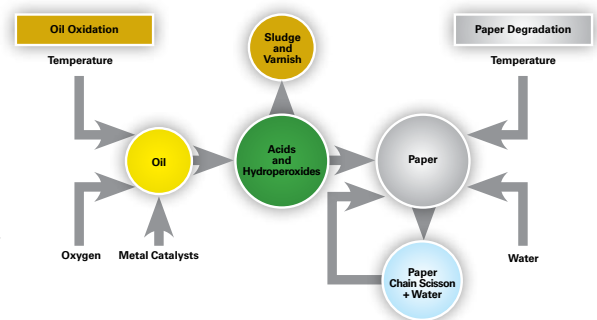 Oil Oxidation
Paper Degradation
Temperature
Temperature
Sludge
and
Varnish
Oil
Acids
and
Hydroperoxides
Paper
Oxygen
Metal Catalysts
Water
Paper
Chain Scisson
+ Water